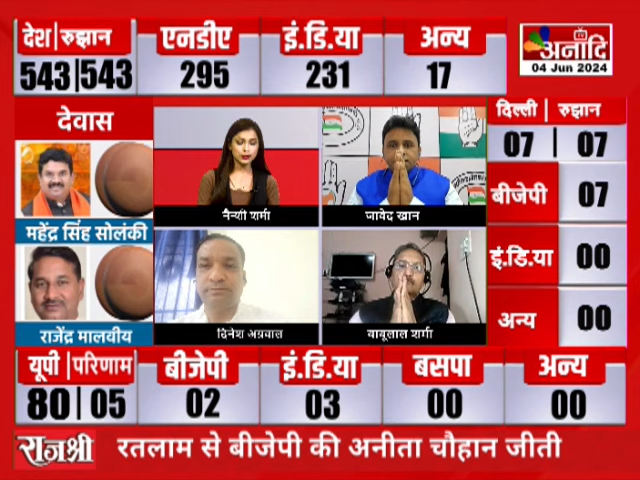 देश|रुझान
543|543
एनडीए
295
इं.डि.या
231
अन्य
17
अनादि
TV
04 Jun 2024
देवास
महेंद्र सिंह सोलंकी
राजेंद्र मालवीय
नैन्शी शर्मा
जावेद खान
दिनेश अग्रवाल
बाबूलाल शर्मा
दिल्ली | रुझान
07 | 07
बीजेपी
07
इं.डि.या
00
अन्य
00
यूपी|परिणाम
80|05
बीजेपी
02
इं.डि.या
03
बसपा
00
अन्य
00
राजश्री
रतलाम से बीजेपी की अनीता चौहान जीती